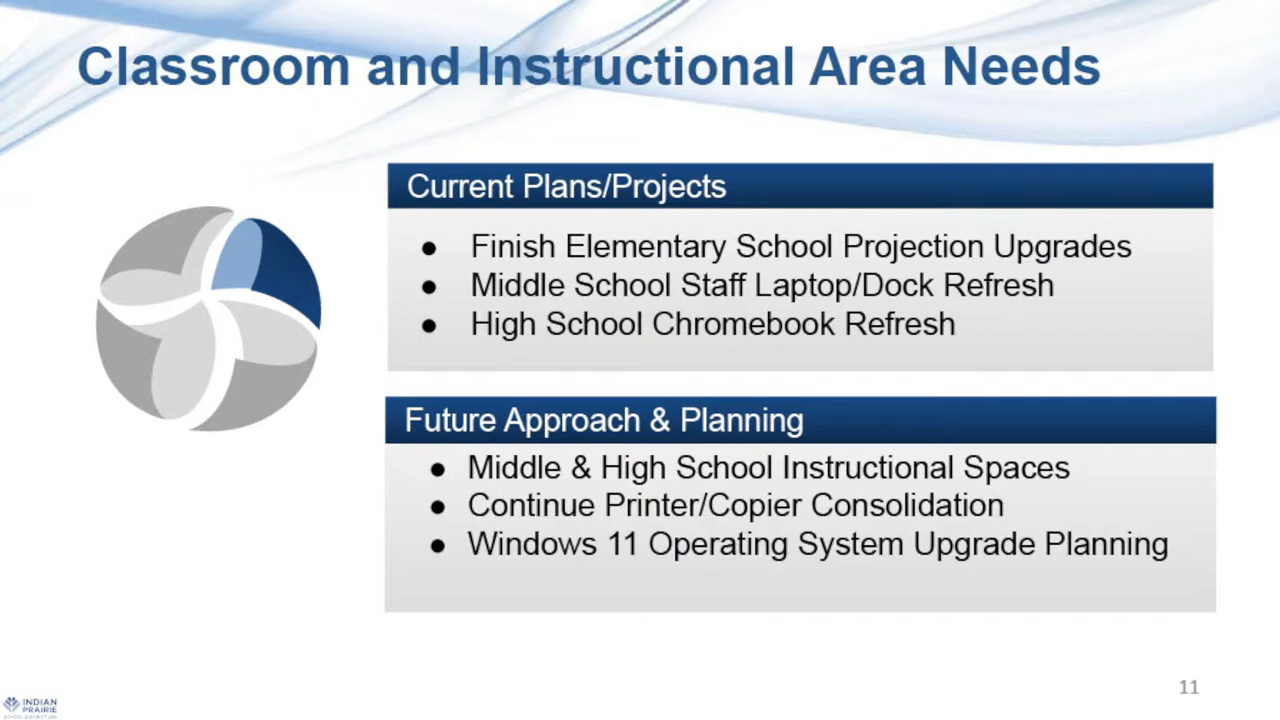 Classroom and Instructional Area Needs
Current Plans/Projects
● Finish Elementary School Projection Upgrades
● Middle School Staff Laptop/Dock Refresh
● High School Chromebook Refresh
Future Approach & Planning
● Middle & High School Instructional Spaces
● Continue Printer/Copier Consolidation
● Windows 11 Operating System Upgrade Planning
11
INDIAN
PRAIRIE
SCHOOL DISTRICT